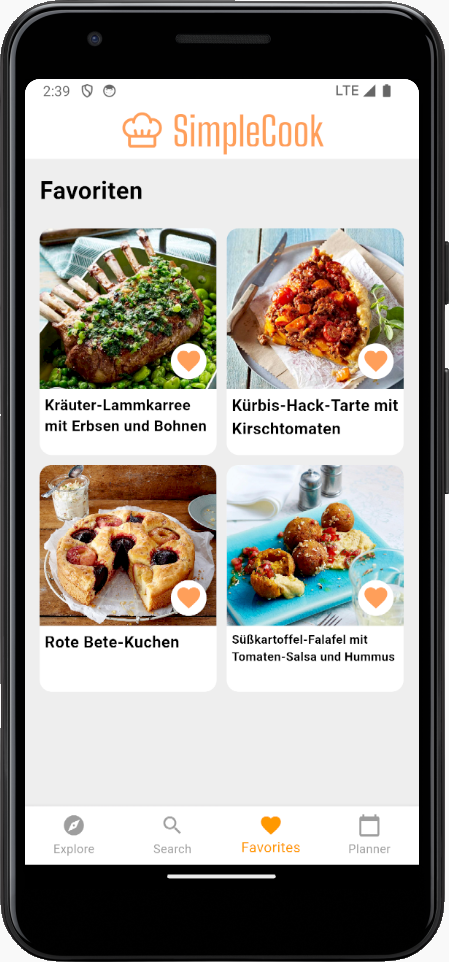 2:39
LTE
SimpleCook
Favoriten
Kräuter-Lammkarree
mit Erbsen und Bohnen
Kürbis-Hack-Tarte mit
Kirschtomaten
Rote Bete-Kuchen
Süßkartoffel-Falafel mit
Tomaten-Salsa und Hummus
Explore
Search
Favorites
Planner